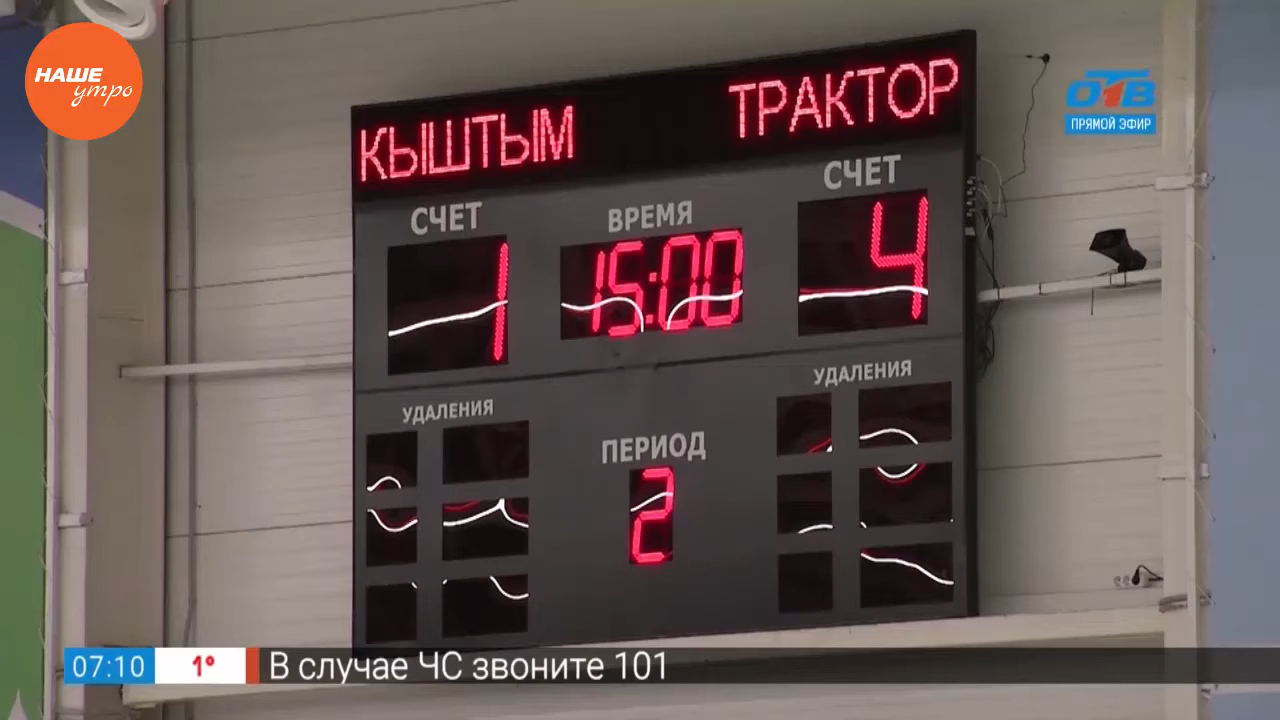 НАШЕ
утро
ОТВ
ПРЯМОЙ ЭФИР
КЫШТЫМ
ТРАКТОР
СЧЕТ
ВРЕМЯ
СЧЕТ
1
15:00
4
УДАЛЕНИЯ
УДАЛЕНИЯ
ПЕРИОД
2
07:10
1°
В случае ЧС звоните 101